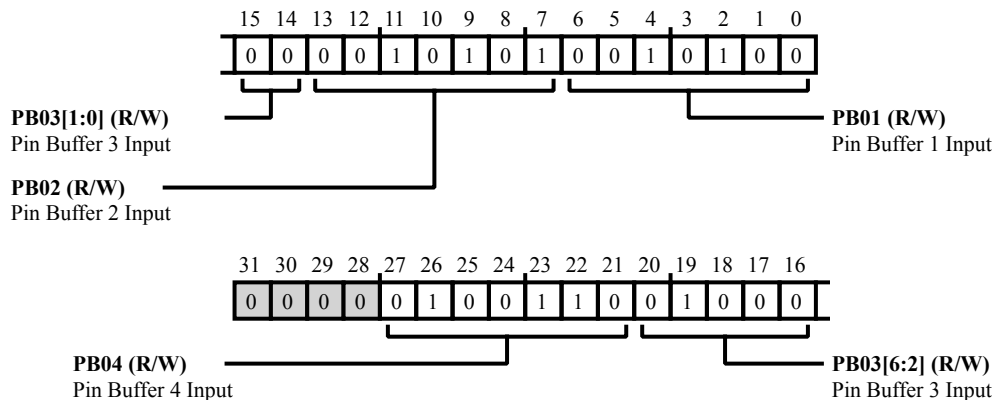 15 14 13 12 11 10 9 8 7 6 5 4 3 2 1 0
0 0 0 0 1 0 1 0 1 0 0 1 0 1 0 0
PB03[1:0] (R/W)
Pin Buffer 3 Input
PB01 (R/W)
Pin Buffer 1 Input
PB02 (R/W)
Pin Buffer 2 Input
31 30 29 28 27 26 25 24 23 22 21 20 19 18 17 16
0 0 0 0 0 1 0 0 1 1 0 0 1 0 0 0
PB04 (R/W)
Pin Buffer 4 Input
PB03[6:2] (R/W)
Pin Buffer 3 Input